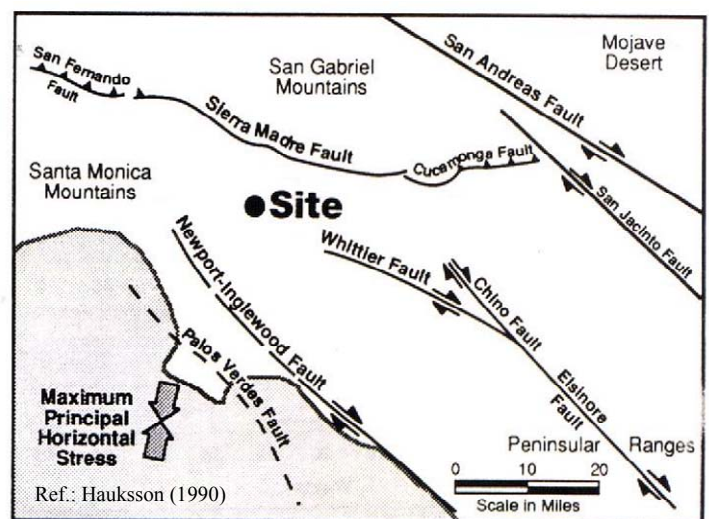 San Fernando
Fault
San Gabriel
Mountains
San Andreas Fault
Mojave
Desert
Sierra Madre Fault
Cucamonga Fault
San Jacinto Fault
Santa Monica
Mountains
Site
Newport-Inglewood Fault
Whittier Fault
Chino Fault
Elsinore
Fault
Palos Verdes Fault
Maximum
Principal
Horizontal
Stress
Peninsular Ranges
0 10 20
Scale in Miles
Ref.: Hauksson (1990)